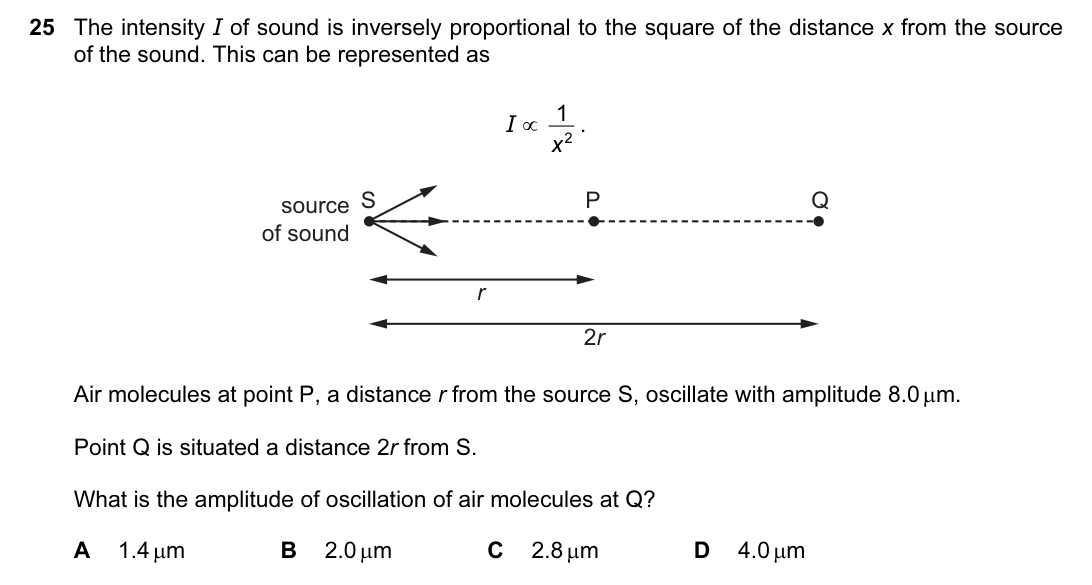 25 The intensity I of sound is inversely proportional to the square of the distance x from the source
of the sound. This can be represented as
I ∝ 1/x².
source of sound
S
P
Q
r
2r
Air molecules at point P, a distance r from the source S, oscillate with amplitude 8.0 μm.
Point Q is situated a distance 2r from S.
What is the amplitude of oscillation of air molecules at Q?
A 1.4 μm B 2.0 μm C 2.8 μm D 4.0 μm